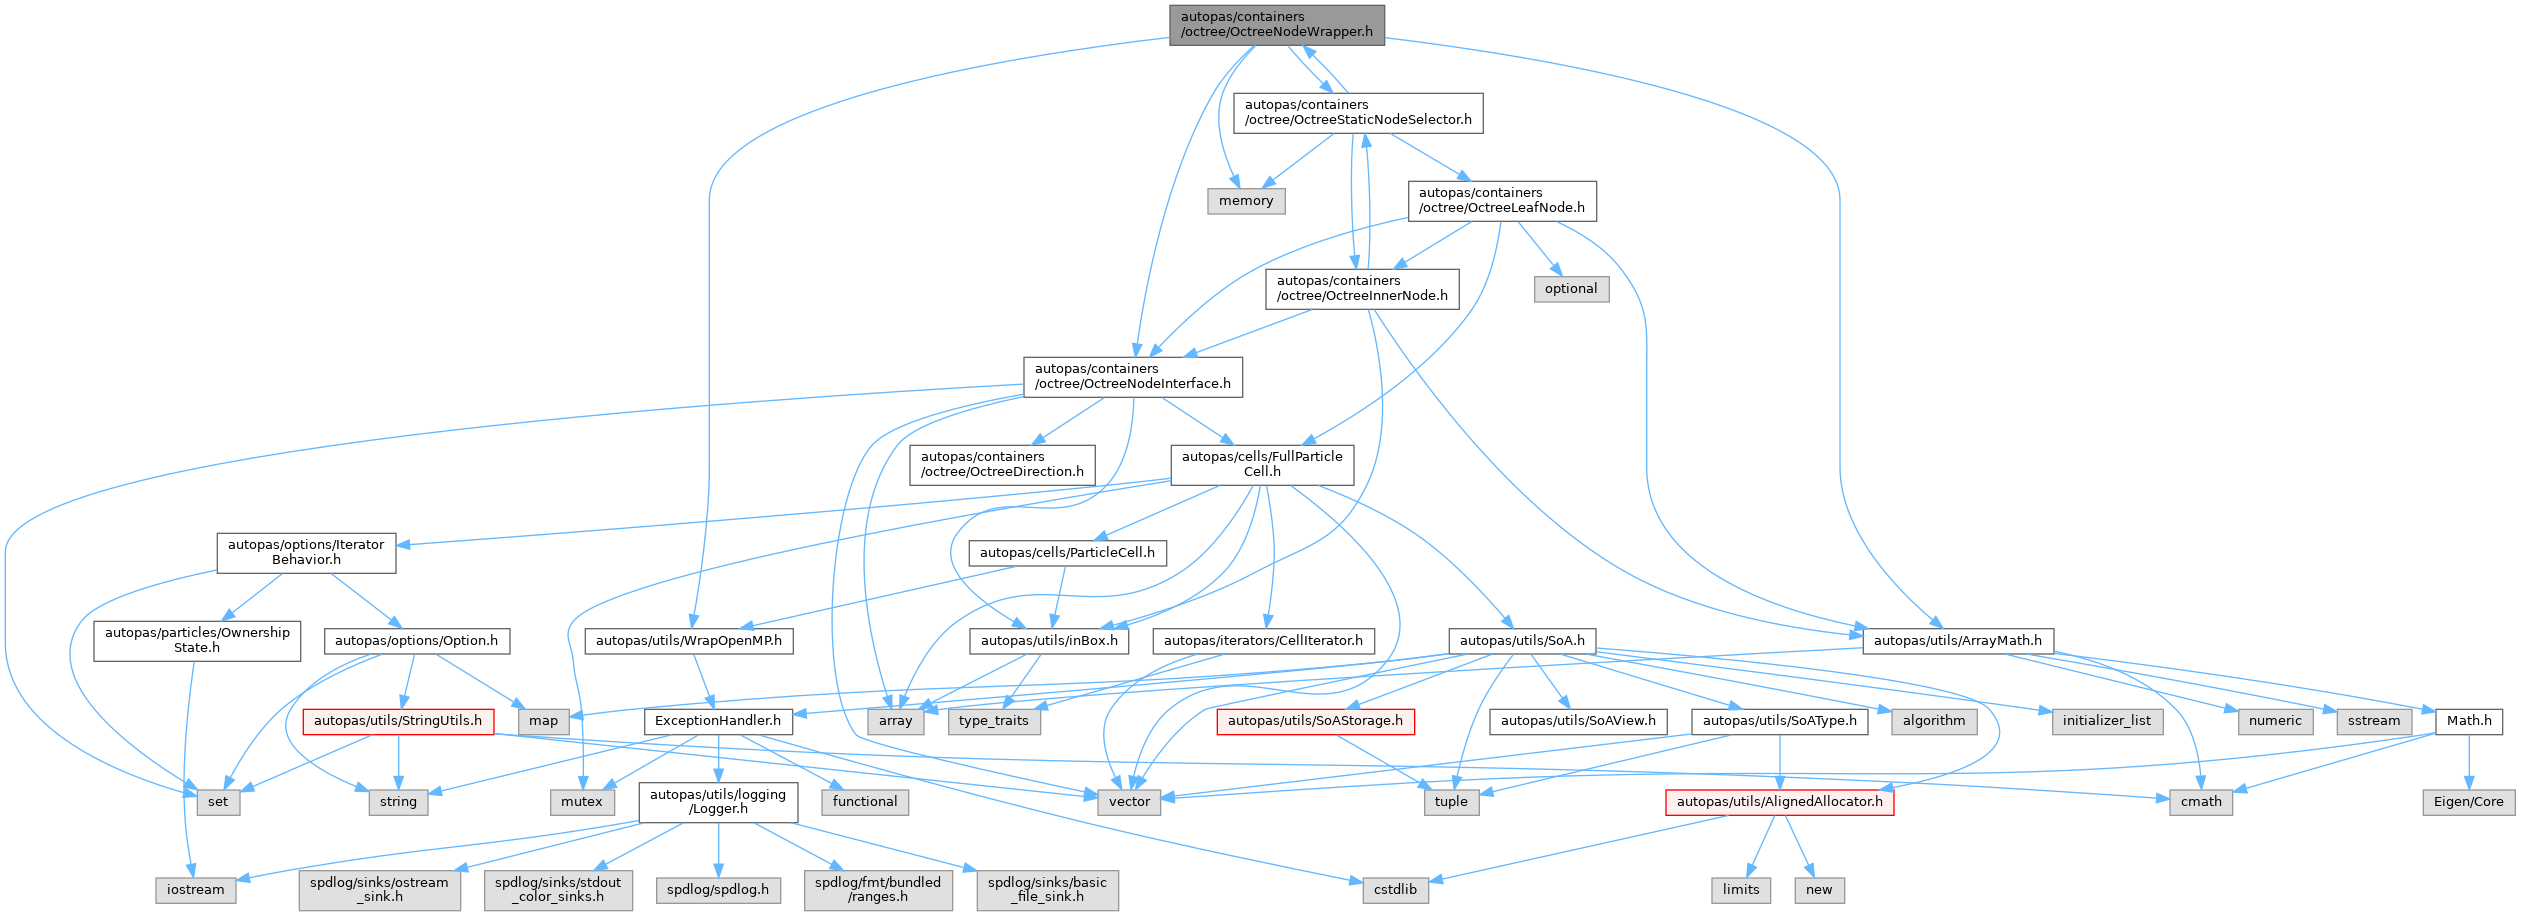 autopas/containers
/octree/OctreeNodeWrapper.h
autopas/containers
/octree/OctreeStaticNodeSelector.h
memory
autopas/containers
/octree/OctreeLeafNode.h
autopas/containers
/octree/OctreeInnerNode.h
optional
autopas/containers
/octree/OctreeNodeInterface.h
autopas/containers
/octree/OctreeDirection.h
autopas/cells/FullParticle
Cell.h
autopas/options/Iterator
Behavior.h
autopas/cells/ParticleCell.h
autopas/particles/Ownership
State.h
autopas/options/Option.h
autopas/utils/WrapOpenMP.h
autopas/utils/inBox.h
autopas/iterators/CellIterator.h
autopas/utils/SoA.h
autopas/utils/ArrayMath.h
autopas/utils/StringUtils.h
map
ExceptionHandler.h
array
type_traits
autopas/utils/SoAStorage.h
autopas/utils/SoAView.h
autopas/utils/SoAType.h
algorithm
initializer_list
numeric
sstream
Math.h
set
string
mutex
autopas/utils/logging
/Logger.h
functional
vector
tuple
autopas/utils/AlignedAllocator.h
cmath
Eigen/Core
iostream
spdlog/sinks/ostream
_sink.h
spdlog/sinks/stdout
_color_sinks.h
spdlog/spdlog.h
spdlog/fmt/bundled
/ranges.h
spdlog/sinks/basic
_file_sink.h
cstdlib
limits
new